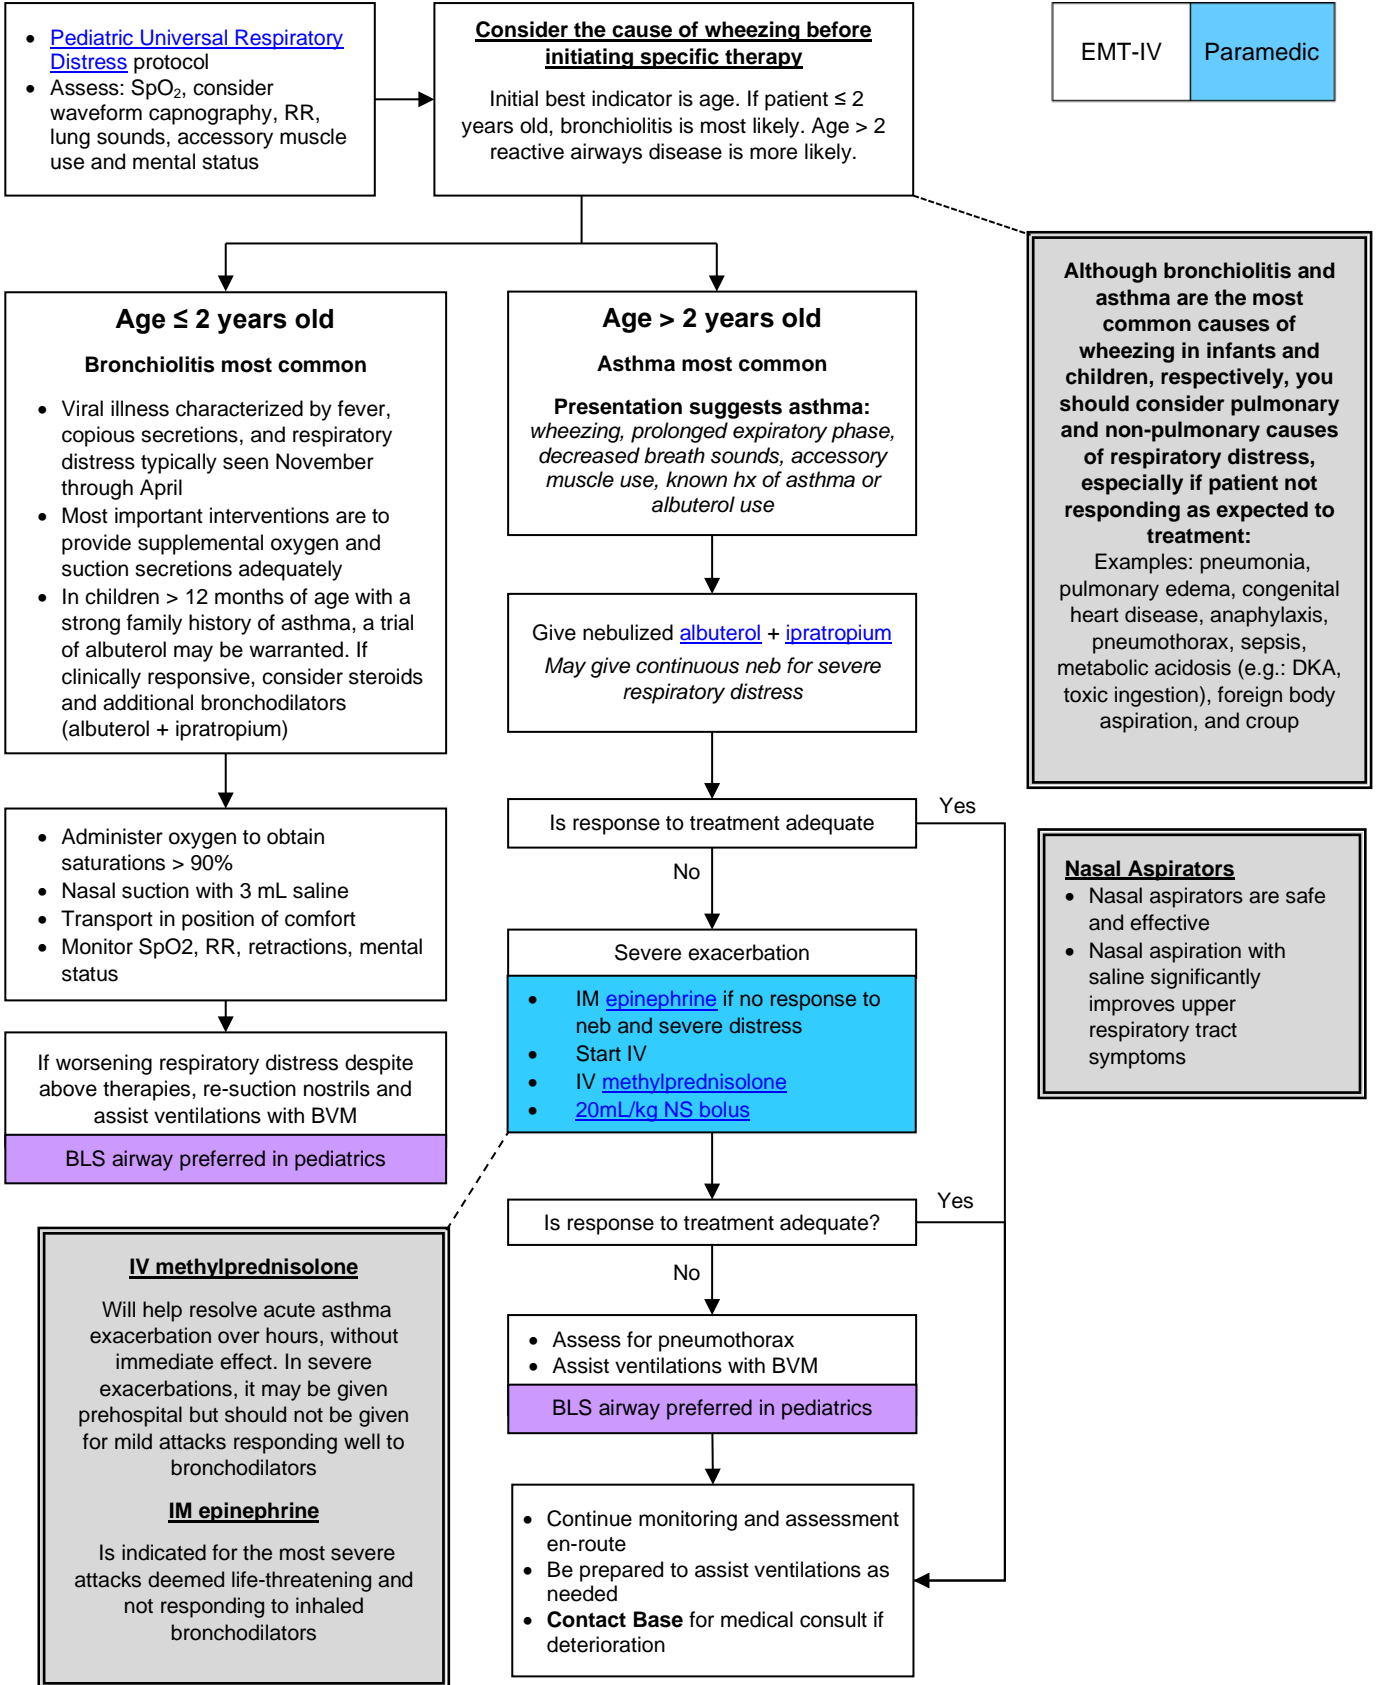 • Pediatric Universal Respiratory
Distress protocol
• Assess: SpO2, consider
waveform capnography, RR,
lung sounds, accessory muscle
use and mental status
Consider the cause of wheezing before
initiating specific therapy
Initial best indicator is age. If patient ≤ 2
years old, bronchiolitis is most likely. Age > 2
reactive airways disease is more likely.
EMT-IV
Paramedic
Although bronchiolitis and
asthma are the most
common causes of
wheezing in infants and
children, respectively, you
should consider pulmonary
and non-pulmonary causes
of respiratory distress,
especially if patient not
responding as expected to
treatment:
Examples: pneumonia,
pulmonary edema, congenital
heart disease, anaphylaxis,
pneumothorax, sepsis,
metabolic acidosis (e.g.: DKA,
toxic ingestion), foreign body
aspiration, and croup
Age ≤ 2 years old
Bronchiolitis most common
• Viral illness characterized by fever,
copious secretions, and respiratory
distress typically seen November
through April
• Most important interventions are to
provide supplemental oxygen and
suction secretions adequately
• In children > 12 months of age with a
strong family history of asthma, a trial
of albuterol may be warranted. If
clinically responsive, consider steroids
and additional bronchodilators
(albuterol + ipratropium)
• Administer oxygen to obtain
saturations > 90%
• Nasal suction with 3 mL saline
• Transport in position of comfort
• Monitor SpO2, RR, retractions, mental
status
If worsening respiratory distress despite
above therapies, re-suction nostrils and
assist ventilations with BVM
BLS airway preferred in pediatrics
Age > 2 years old
Asthma most common
Presentation suggests asthma:
wheezing, prolonged expiratory phase,
decreased breath sounds, accessory
muscle use, known hx of asthma or
albuterol use
Give nebulized albuterol + ipratropium
May give continuous neb for severe
respiratory distress
Is response to treatment adequate
Yes
No
Severe exacerbation
• IM epinephrine if no response to
neb and severe distress
• Start IV
• IV methylprednisolone
• 20mL/kg NS bolus
Is response to treatment adequate?
Yes
No
• Assess for pneumothorax
• Assist ventilations with BVM
BLS airway preferred in pediatrics
• Continue monitoring and assessment
en-route
• Be prepared to assist ventilations as
needed
• Contact Base for medical consult if
deterioration
Nasal Aspirators
• Nasal aspirators are safe
and effective
• Nasal aspiration with
saline significantly
improves upper
respiratory tract
symptoms
IV methylprednisolone
Will help resolve acute asthma
exacerbation over hours, without
immediate effect. In severe
exacerbations, it may be given
prehospital but should not be given
for mild attacks responding well to
bronchodilators
IM epinephrine
Is indicated for the most severe
attacks deemed life-threatening and
not responding to inhaled
bronchodilators